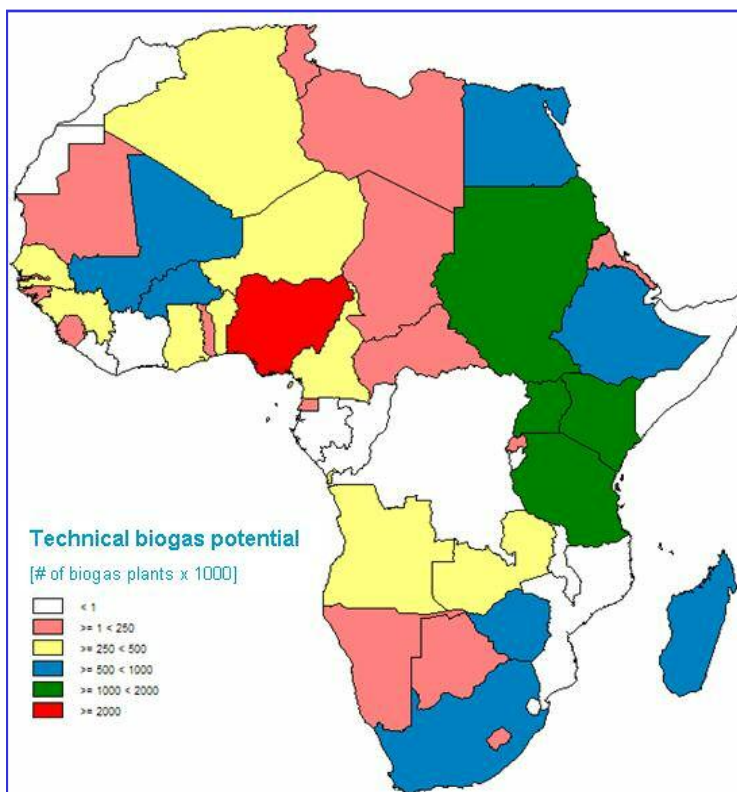 Technical biogas potential
[# of biogas plants x 1000]
< 1
>= 1 < 250
>= 250 < 500
>= 500 < 1000
>= 1000 < 2000
>= 2000